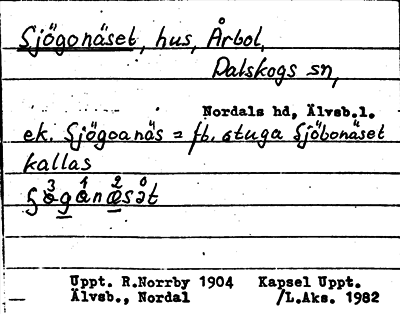 Sjögonäset, hus, Årbol,
Dalskogs sn,
Nordals hd, Älvsb.l.
ek. Sjögoanäs = fb. stuga Sjöbonäset
kallas
Uppt. R.Norrby 1904 Kapsel Uppt.
Älvsb., Nordal /L.Aks. 1982